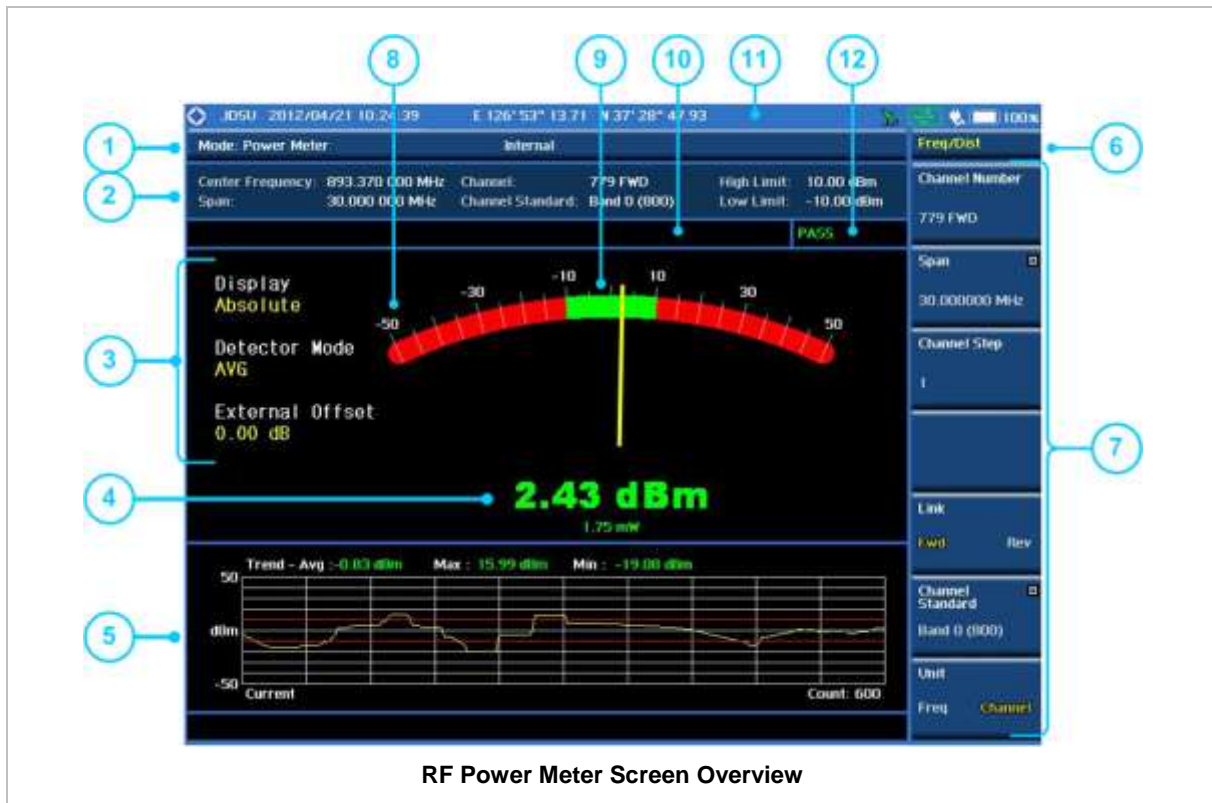 8 9 10 11 12
JDSU 2012/04/21 10:24:39 E 126° 53" 13.71 N 37° 28" 47.93 100%
1 Mode: Power Meter Internal Freq/Dist 6
2 Center Frequency: 893.370 000 MHz Channel: 779 FWD High Limit: 10.00 dBm
Span: 30.000 000 MHz Channel Standard: Band 0 (800) Low Limit: -10.00 dBm
Channel Number
779 FWD
PASS
Span
30.000000 MHz
Channel Step
1
Display
Absolute
Detector Mode
AVG
External Offset
0.00 dB
3
-50 -30 -10 10 30 50
7
4 2.43 dBm
1.75 mW
Link
Fwd Rev
Trend - Avg : -0.83 dBm Max : 15.99 dBm Min : -19.00 dBm
50
5 dBm
-50
Current Count: 600
Channel
Standard
Band 0 (800)
Unit
Freq Channel
RF Power Meter Screen Overview